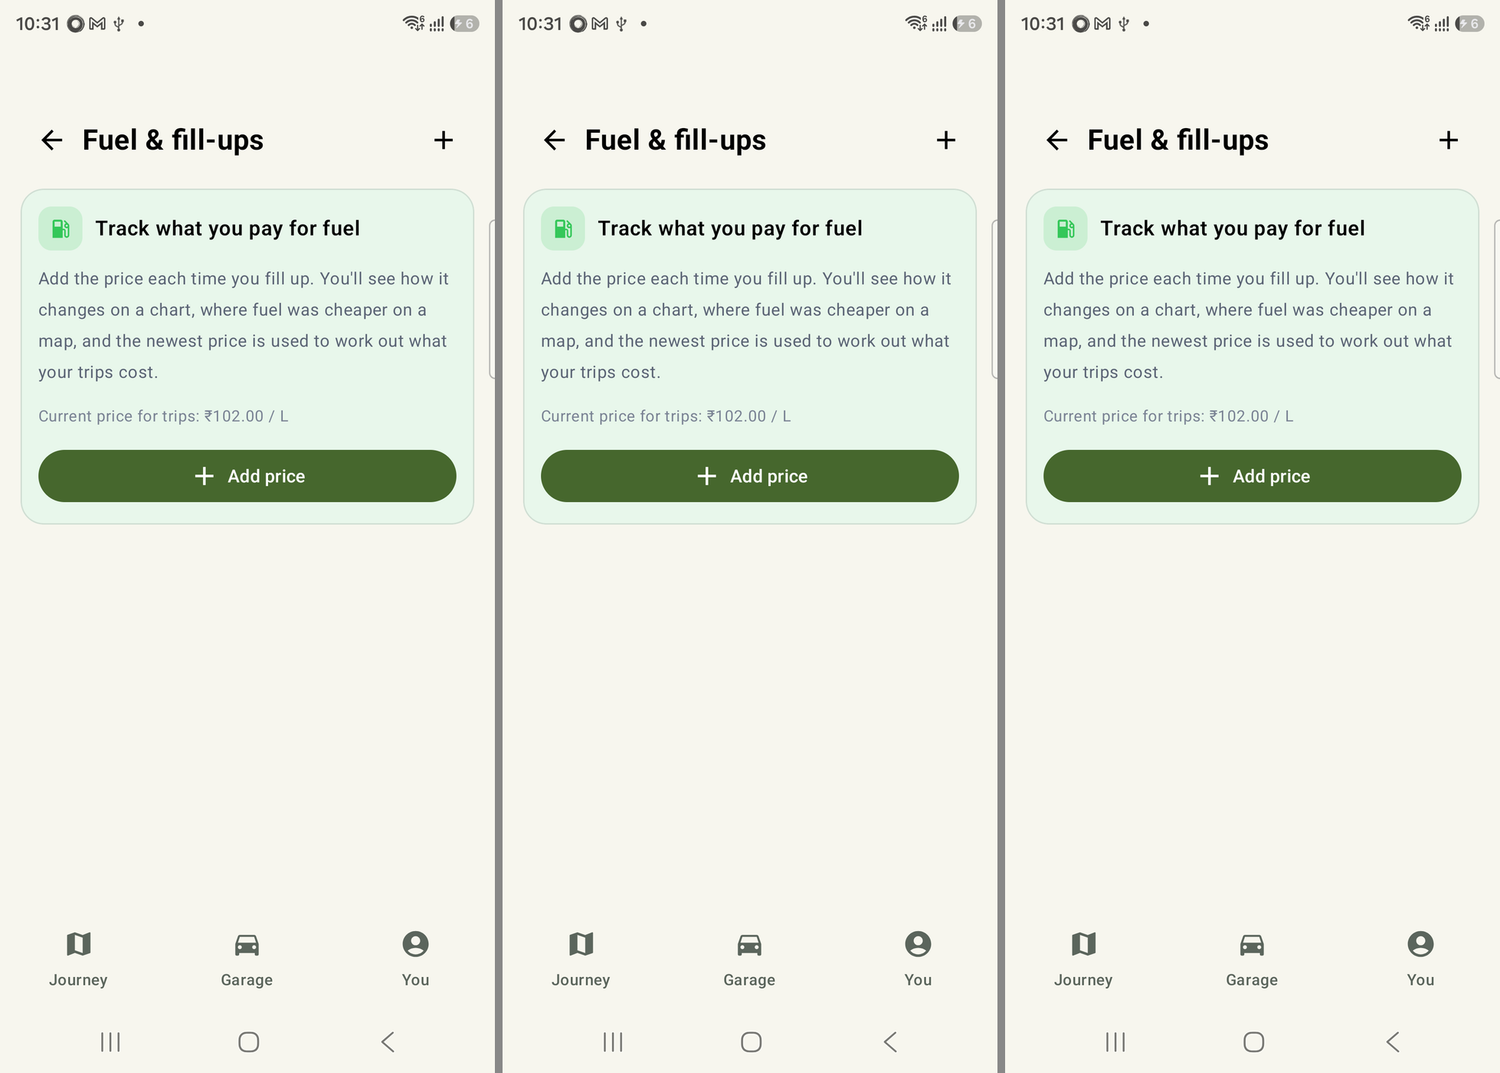 10:31
6
6
Fuel & fill-ups
Track what you pay for fuel
Add the price each time you fill up. You'll see how it
changes on a chart, where fuel was cheaper on a
map, and the newest price is used to work out what
your trips cost.
Current price for trips: ₹102.00 / L
Add price
Journey
Garage
You
10:31
6
6
Fuel & fill-ups
Track what you pay for fuel
Add the price each time you fill up. You'll see how it
changes on a chart, where fuel was cheaper on a
map, and the newest price is used to work out what
your trips cost.
Current price for trips: ₹102.00 / L
Add price
Journey
Garage
You
10:31
6
6
Fuel & fill-ups
Track what you pay for fuel
Add the price each time you fill up. You'll see how it
changes on a chart, where fuel was cheaper on a
map, and the newest price is used to work out what
your trips cost.
Current price for trips: ₹102.00 / L
Add price
Journey
Garage
You